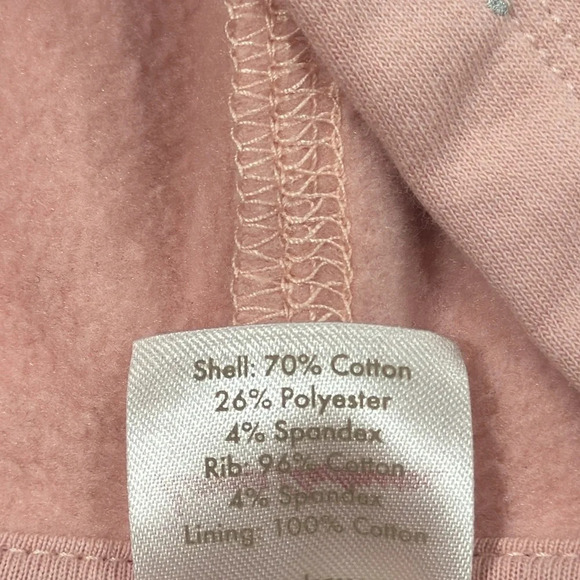 Shell: 70% Cotton
26% Polyester
4% Spandex
Rib: 96% Cotton
4% Spandex
Lining: 100% Cotton